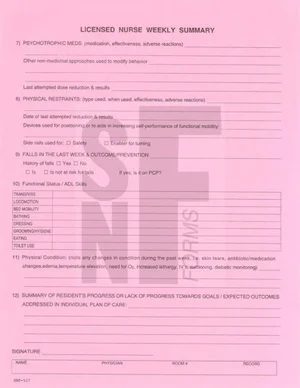 LICENSED NURSE WEEKLY SUMMARY
7) PSYCHOTROPHIC MEDS: (medication, effectiveness, adverse reactions)
Other non-medicinal approaches used to modify behavior
Last attempted dose reduction & results
8) PHYSICAL RESTRAINTS: (type used, when used, effectiveness, adverse reactions)
Date of last attempted reduction & results
Devices used for positioning or to aide in increasing self-performance of functional mobility
Side rails used for: □ Safety □ Enabler for turning
9) FALLS IN THE LAST WEEK & OUTCOME/PREVENTION
History of falls □ Yes □ No
□ Is □ Is not at risk for falls If yes, is it on POP?
10) Functional Status / ADL Skills
TRANSFERS
LOCOMOTION
BED MOBILITY
BATHING
DRESSING
GROOMING/HYGIENE
EATING
TOILET USE
SNF
FORMS
11) Physical Condition: (note any changes in condition during the past week, i.e. skin tears, antibiotic/medication
changes, edema, temperature elevation, need for O2, increased lethargy, IV's, suctioning, diabetic monitoring)
12) SUMMARY OF RESIDENT'S PROGRESS OR LACK OF PROGRESS TOWARDS GOALS / EXPECTED OUTCOMES
ADDRESSED IN INDIVIDUAL PLAN OF CARE:
SIGNATURE
NAME PHYSICIAN ROOM # RECORD #